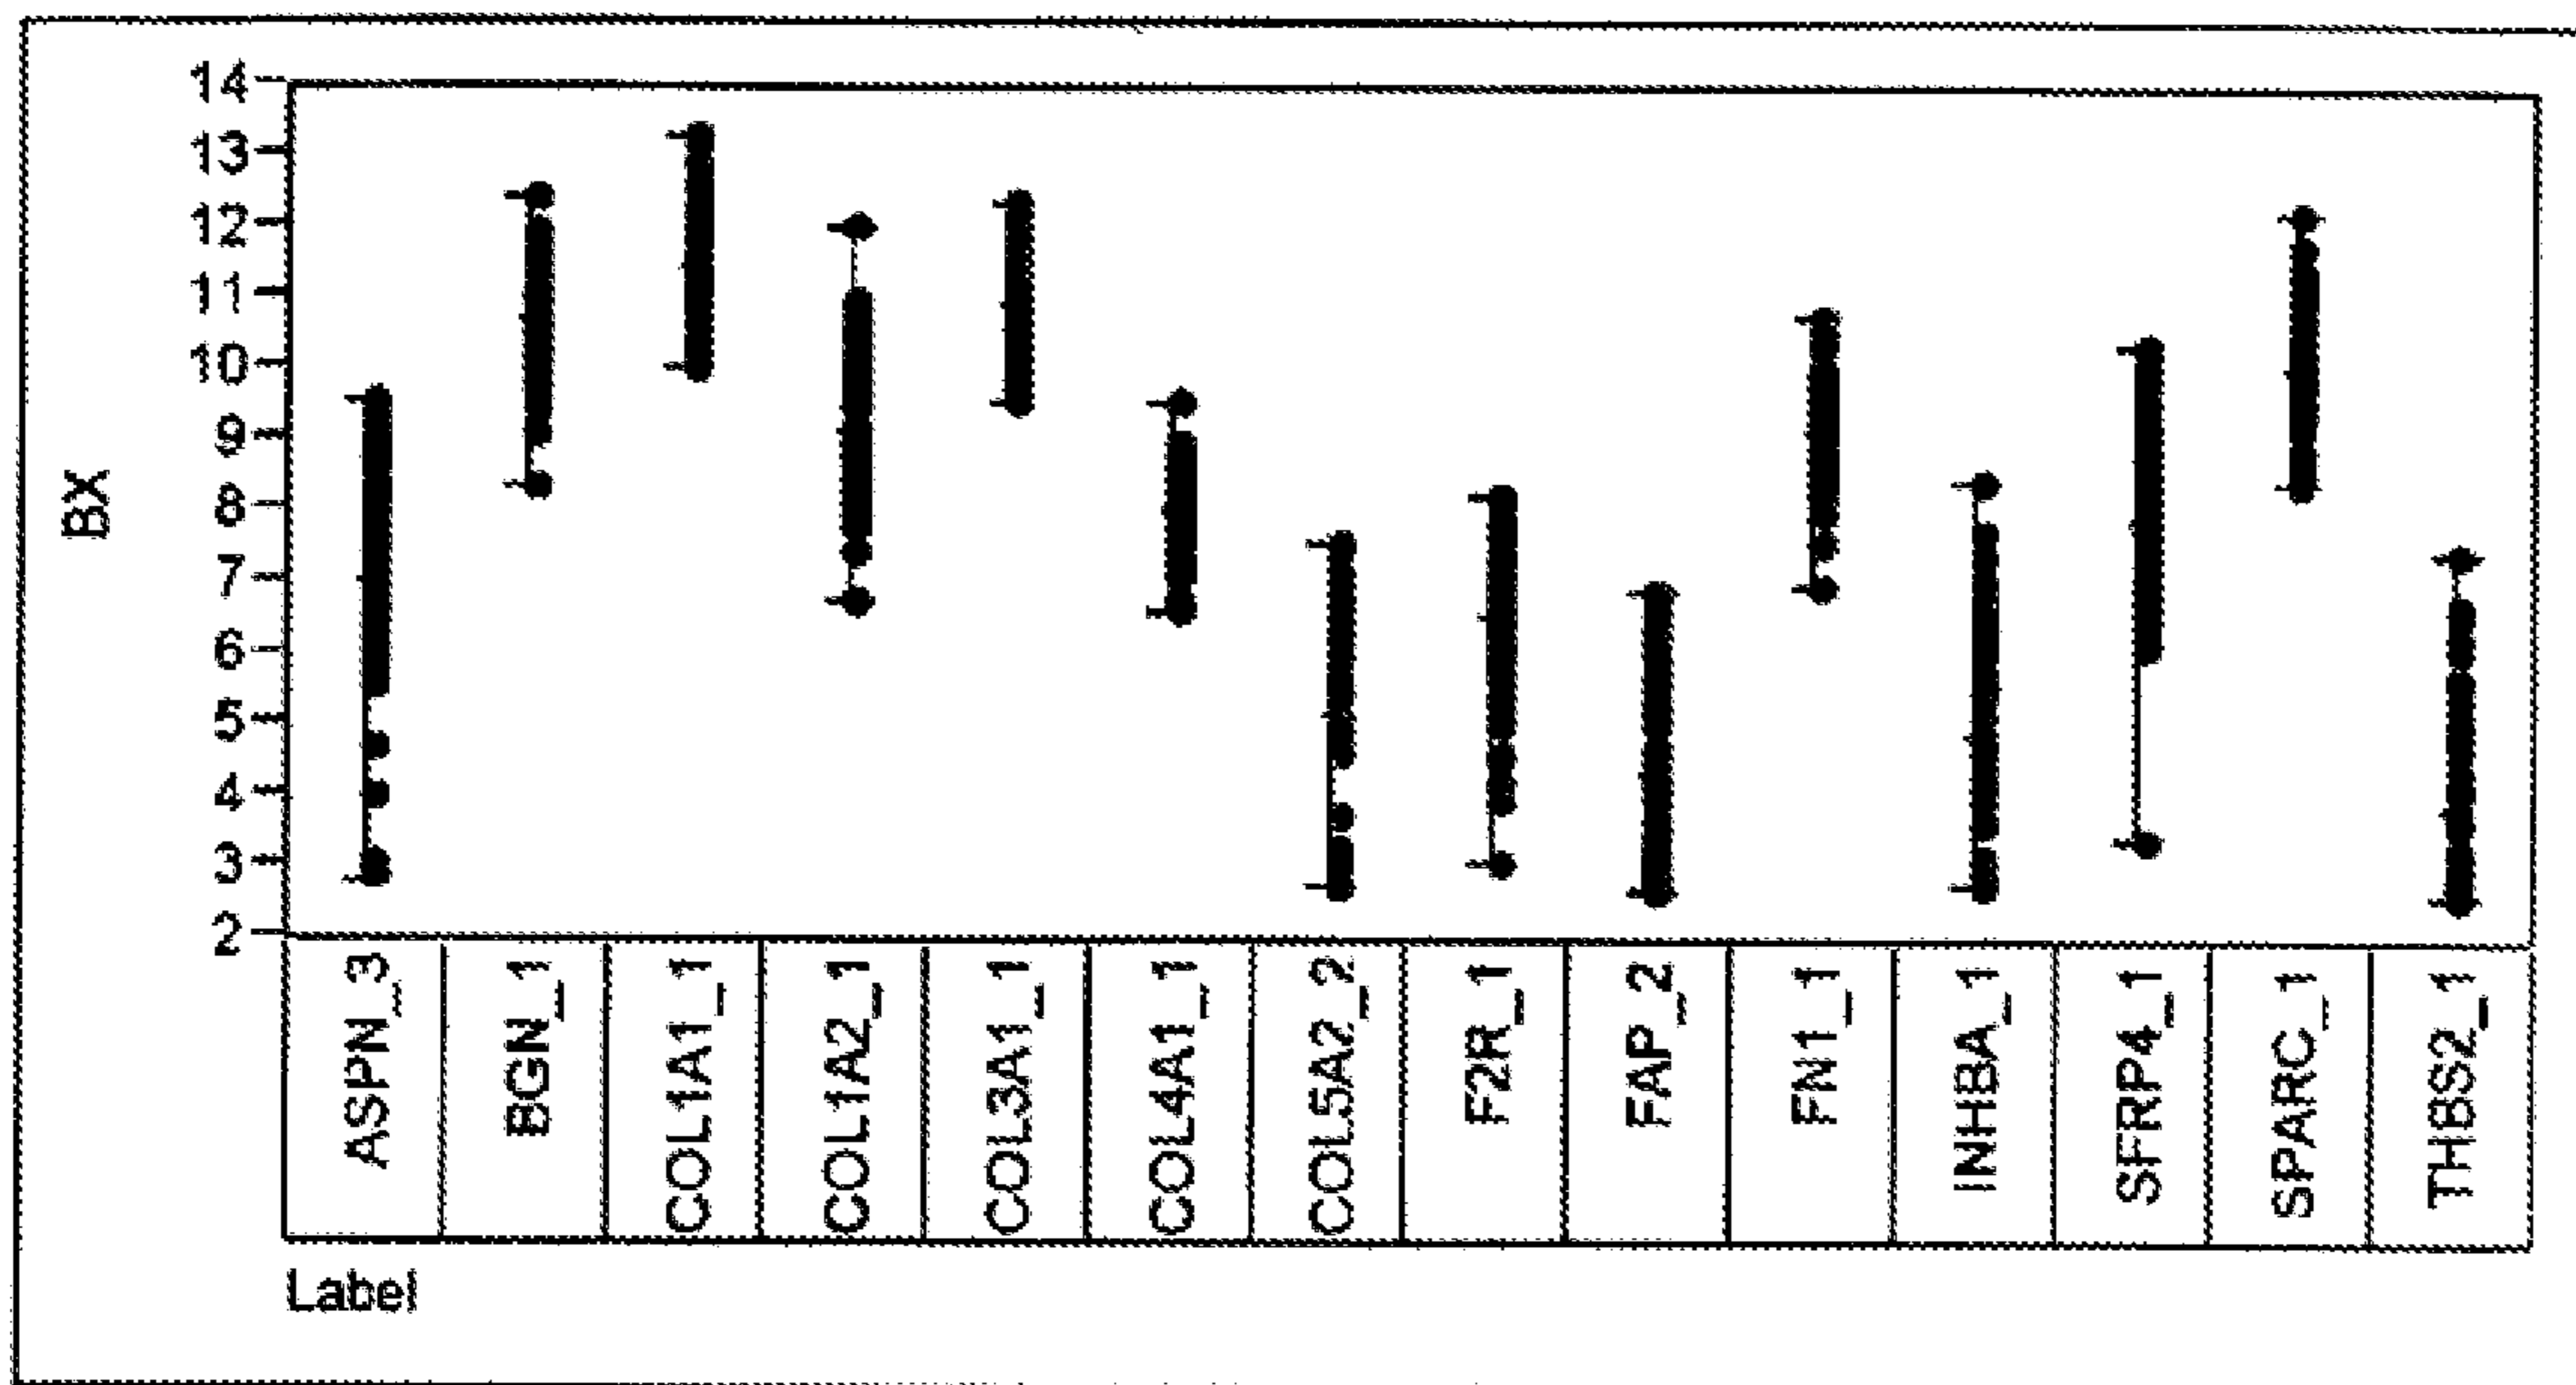 14
13
12
11
10
9
8
7
6
5
4
3
2
BX
ASPN_3
BGN_1
COL1A1_1
COL1A2_1
COL3A1_1
COL4A1_1
COL5A2_2
F2R_1
FAP_2
FN1_1
INHBA_1
SFRP4_1
SPARC_1
THBS2_1
Label